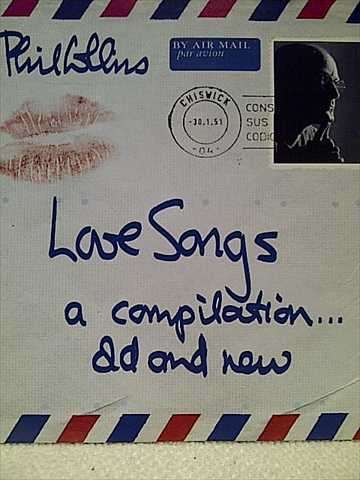 Phil Collins
BY AIR MAIL
par avion
CHISWICK
-30.1.51
-04-
CONS
SUS
CODIC
Love Songs
a compilation...
old and new